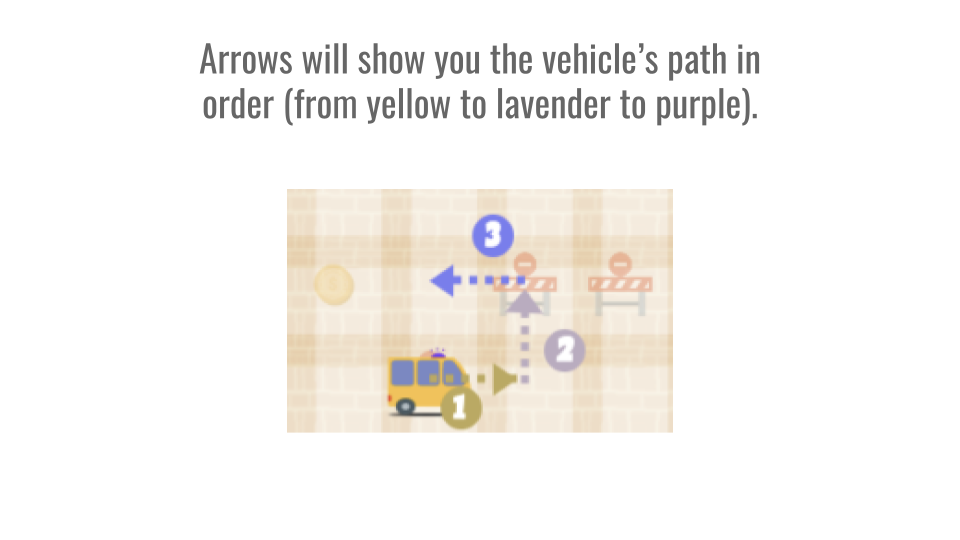 Arrows will show you the vehicle’s path in
order (from yellow to lavender to purple).
3
2
1